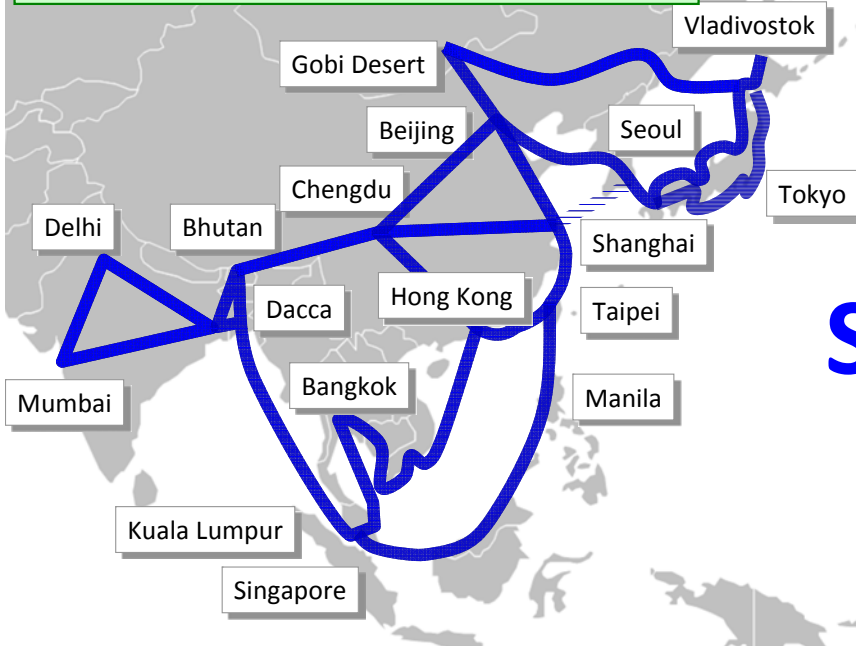 Vladivostok
Gobi Desert
Beijing
Seoul
Chengdu
Tokyo
Delhi
Bhutan
Shanghai
Dacca
Hong Kong
Taipei
S
Bangkok
Mumbai
Manila
Kuala Lumpur
Singapore